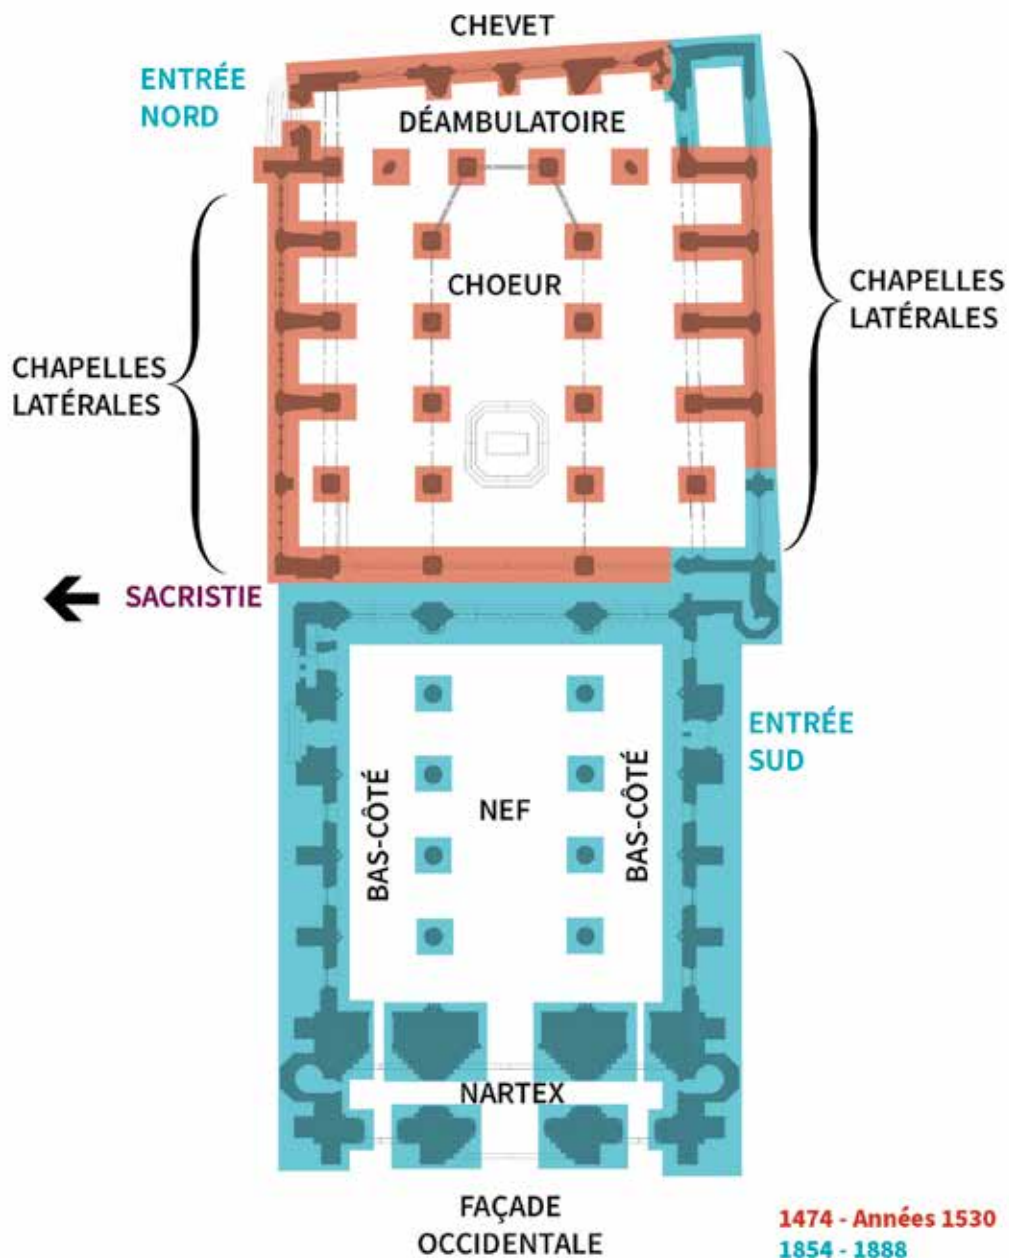 CHEVET
ENTRÉE
NORD
DÉAMBULATOIRE
CHOEUR
CHAPELLES
LATÉRALES
CHAPELLES
LATÉRALES
SACRISTIE
ENTRÉE
SUD
BAS-CÔTÉ
NEF
BAS-CÔTÉ
NARTEX
FAÇADE
OCCIDENTALE
1474 - Années 1530
1854 - 1888